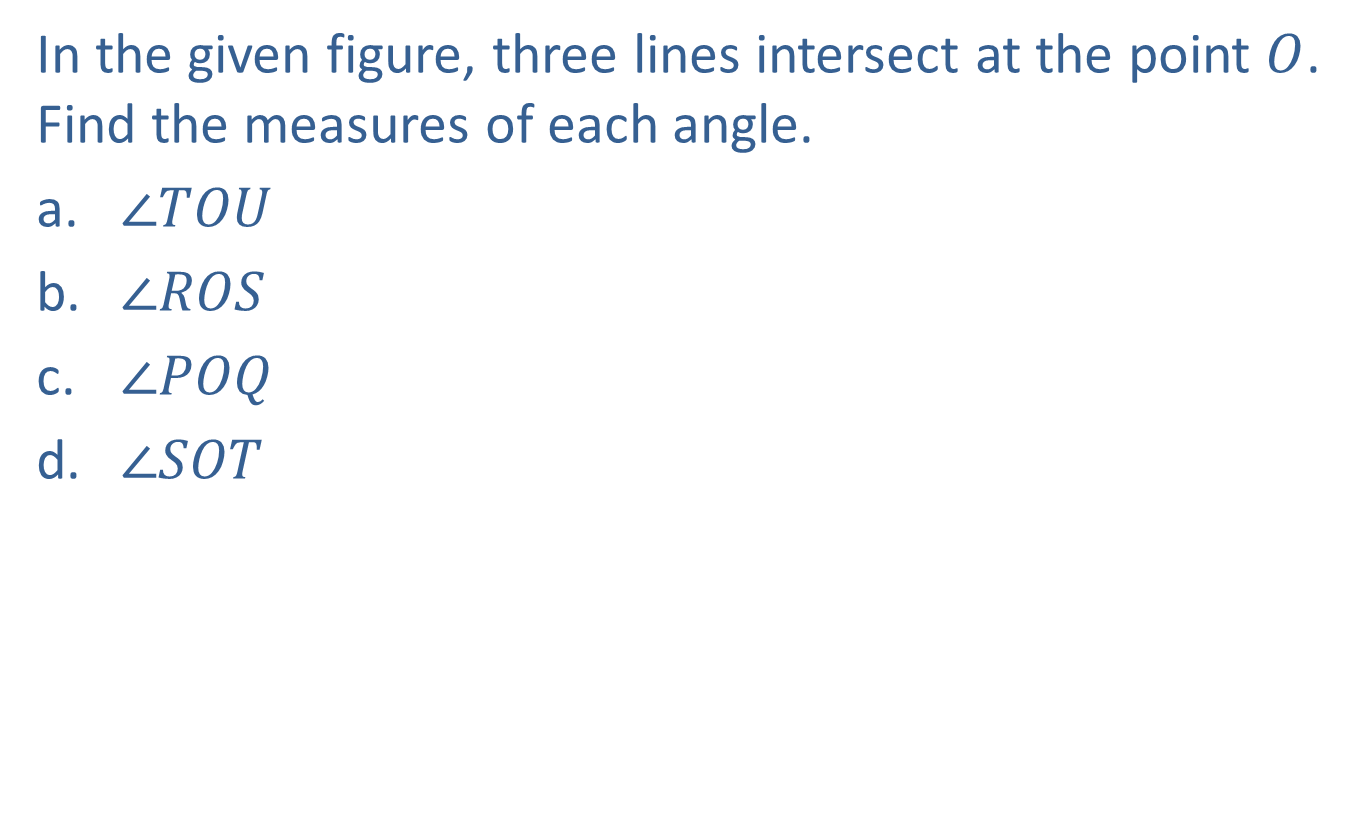 In the given figure, three lines intersect at the point O.
Find the measures of each angle.
a. ∠TOU
b. ∠ROS
c. ∠POQ
d. ∠SOT